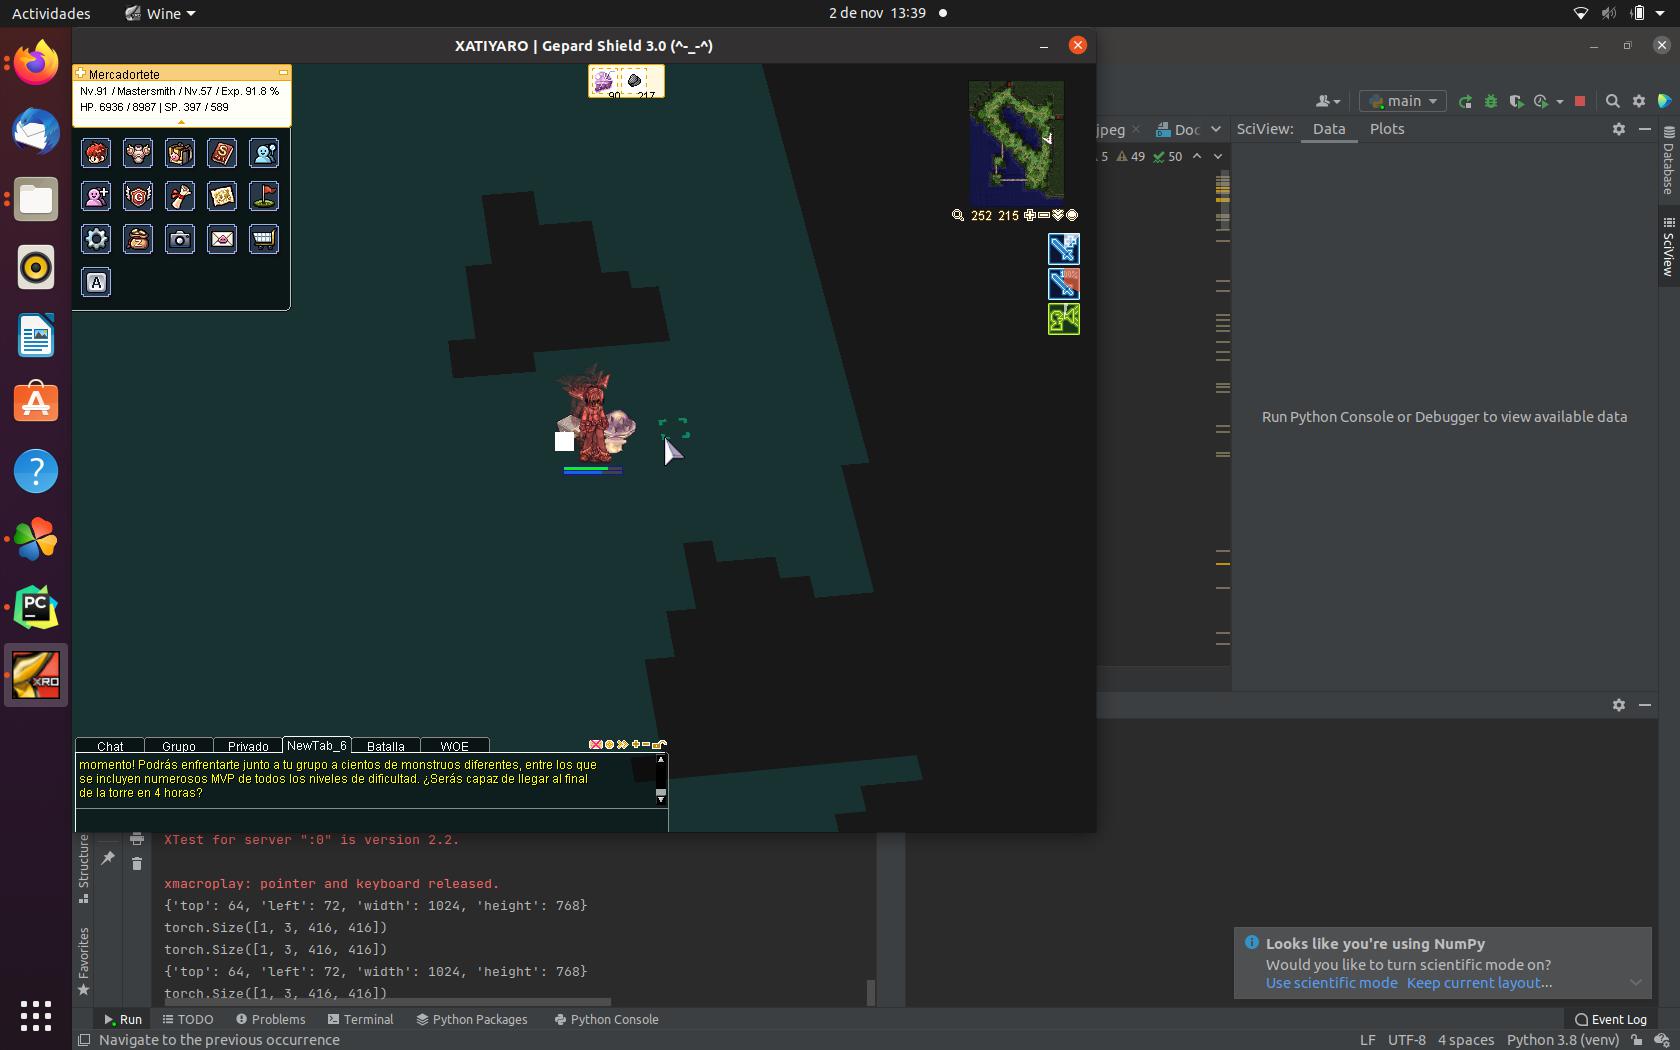 Actividades
Wine
2 de nov 13:39
XATIYARO | Gepard Shield 3.0 (^-_-^)
Mercadortete
Nv.91 / Mastersmith / Nv.57 / Exp. 91.8 %
HP. 6936 / 8987 | SP. 397 / 589
90 217
252 215
100%
A
main
jpeg
Doc
SciView:
Data
Plots
5
49
50
Database
SciView
Run Python Console or Debugger to view available data
PC
XRO
Chat
Grupo
Privado
NewTab_6
Batalla
WOE
momento! Podrás enfrentarte junto a tu grupo a cientos de monstruos diferentes, entre los que
se incluyen numerosos MVP de todos los niveles de dificultad. ¿Serás capaz de llegar al final
de la torre en 4 horas?
XTest for server ":0" is version 2.2.
xmacroplay: pointer and keyboard released.
{'top': 64, 'left': 72, 'width': 1024, 'height': 768}
torch.Size([1, 3, 416, 416])
torch.Size([1, 3, 416, 416])
{'top': 64, 'left': 72, 'width': 1024, 'height': 768}
torch.Size([1, 3, 416, 416])
Structure
Favorites
Looks like you're using NumPy
Would you like to turn scientific mode on?
Use scientific mode Keep current layout...
Run
TODO
Problems
Terminal
Python Packages
Python Console
Event Log
Navigate to the previous occurrence
LF UTF-8 4 spaces Python 3.8 (venv)